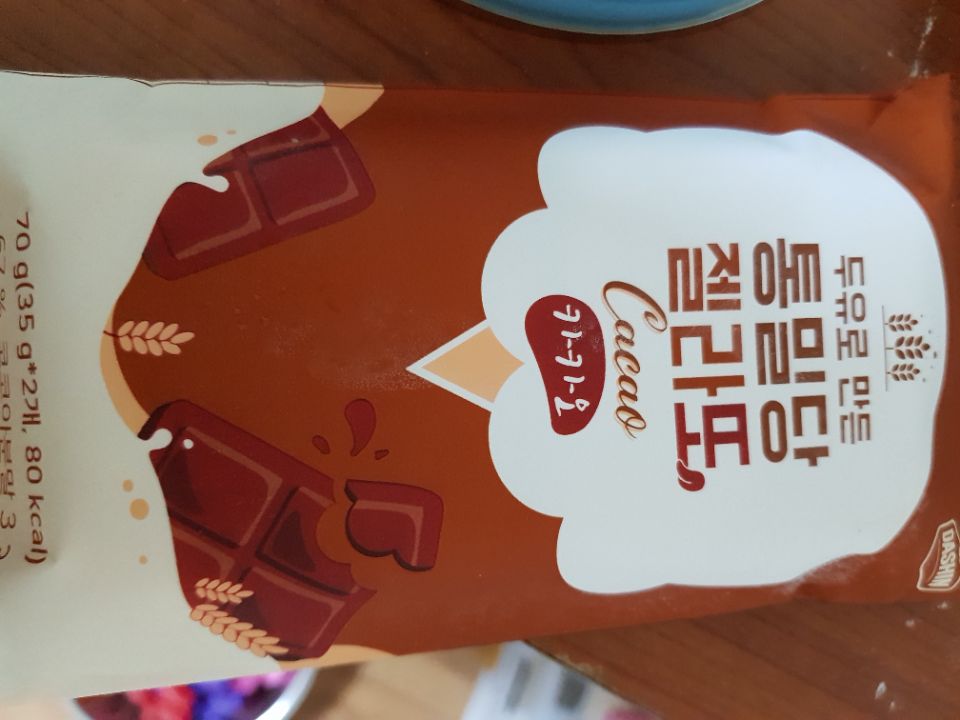 DASHIN
두유로 만든
통밀당
젤라또
Cacao
카카오
70 g(35 g*2개, 80 kcal)